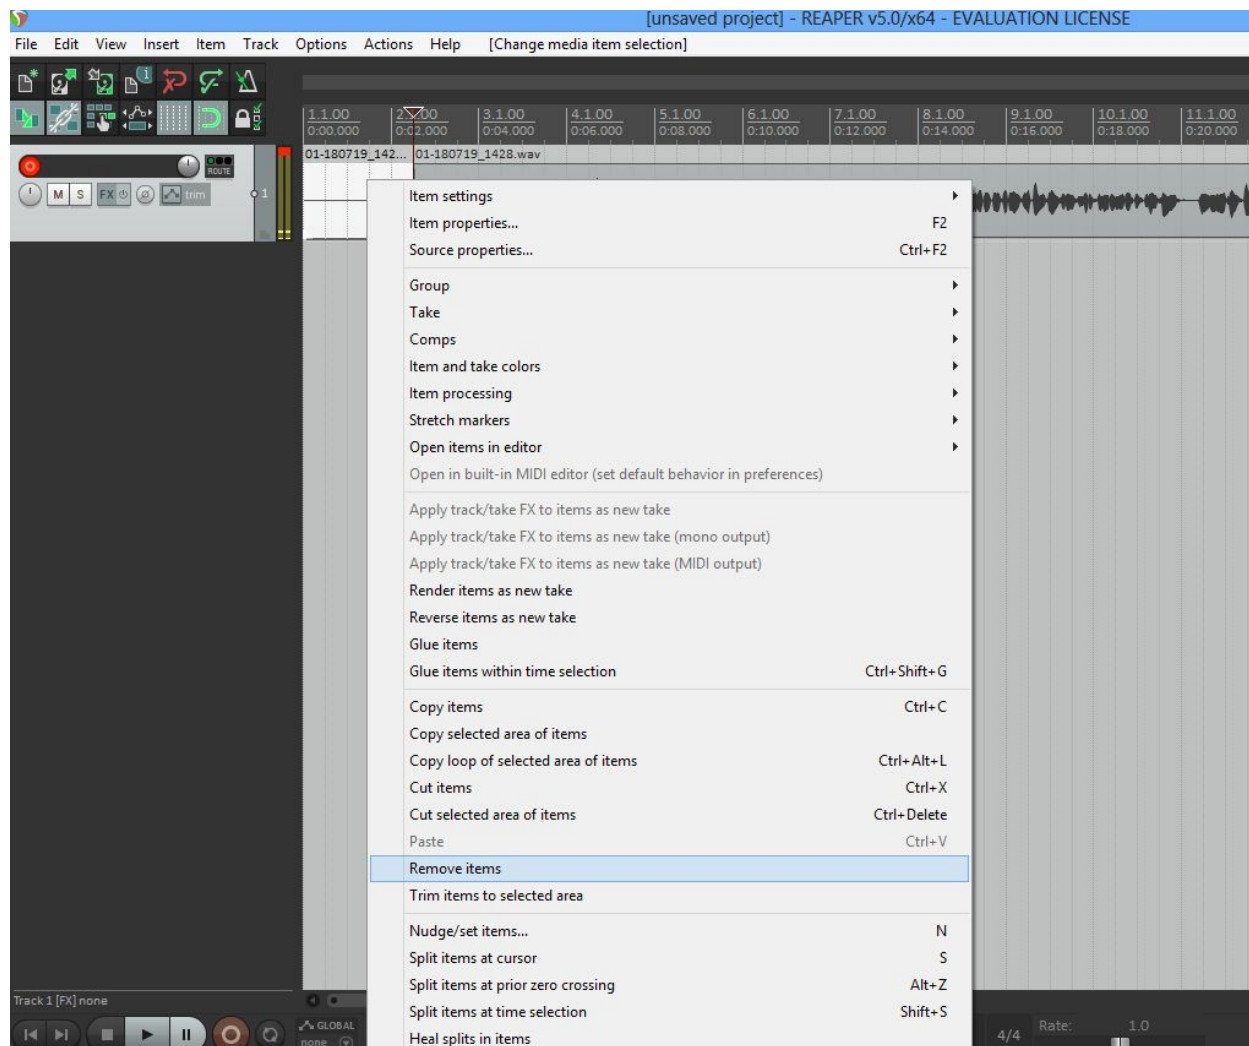 [unsaved project] - REAPER v5.0/x64 - EVALUATION LICENSE
File Edit View Insert Item Track Options Actions Help [Change media item selection]
1.1.00 2.1.00 3.1.00 4.1.00 5.1.00 6.1.00 7.1.00 8.1.00 9.1.00 10.1.00 11.1.00
0:00.000 0:02.000 0:04.000 0:06.000 0:08.000 0:10.000 0:12.000 0:14.000 0:16.000 0:18.000 0:20.000
01-180719_142... 01-180719_1428.wav
ROUTE
M S FX trim 1
Item settings
Item properties... F2
Source properties... Ctrl+F2
Group
Take
Comps
Item and take colors
Item processing
Stretch markers
Open items in editor
Open in built-in MIDI editor (set default behavior in preferences)
Apply track/take FX to items as new take
Apply track/take FX to items as new take (mono output)
Apply track/take FX to items as new take (MIDI output)
Render items as new take
Reverse items as new take
Glue items
Glue items within time selection Ctrl+Shift+G
Copy items Ctrl+C
Copy selected area of items
Copy loop of selected area of items Ctrl+Alt+L
Cut items Ctrl+X
Cut selected area of items Ctrl+Delete
Paste Ctrl+V
Remove items
Trim items to selected area
Nudge/set items... N
Split items at cursor S
Split items at prior zero crossing Alt+Z
Split items at time selection Shift+S
Heal splits in items
Track 1 [FX] none
GLOBAL
none
4/4 Rate: 1.0